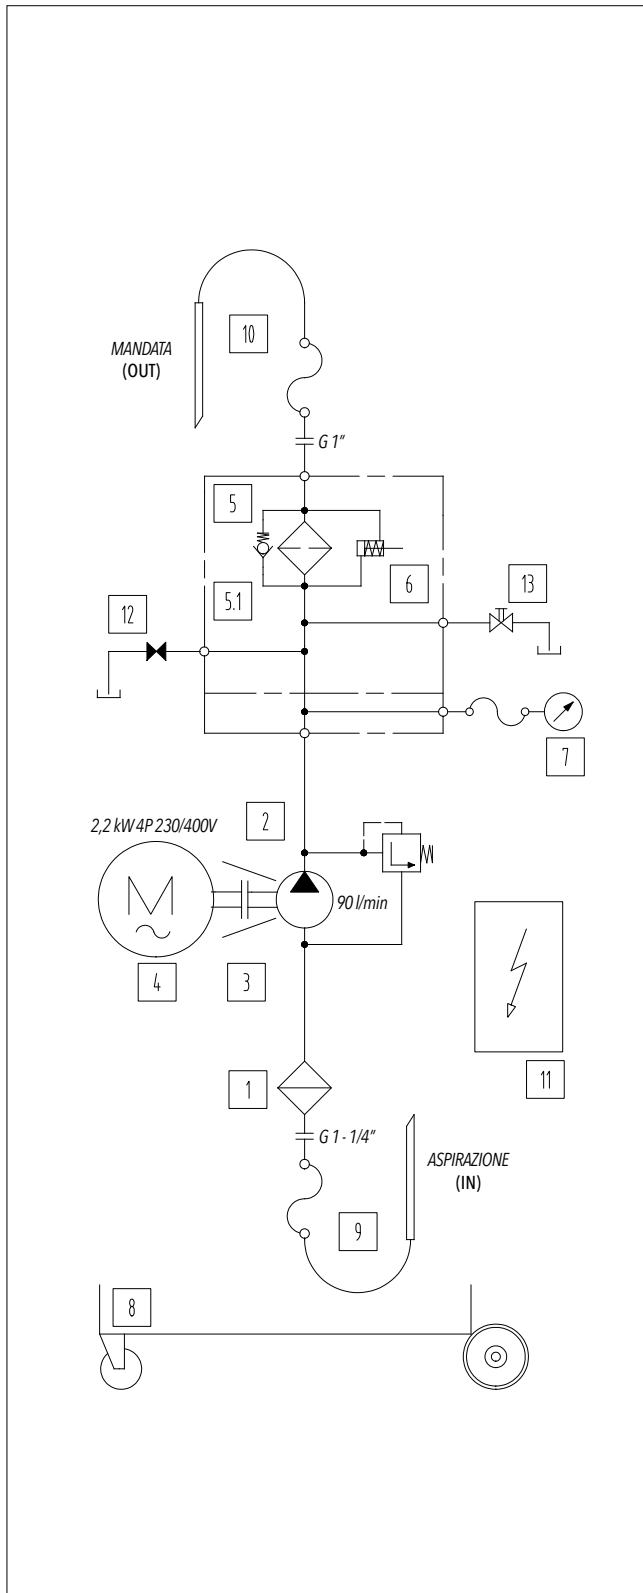 10
MANDATA
(OUT)
G 1"
5
5.1
6
13
12
7
2
2,2 kW 4P 230/400V
M
90 l/min
4
3
11
1
G 1 - 1/4"
ASPIRAZIONE
(IN)
9
8